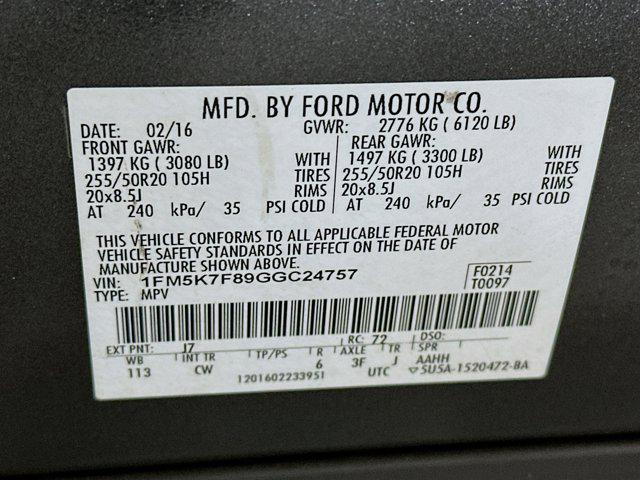 MFD. BY FORD MOTOR CO.
DATE: 02/16 GVWR: 2776 KG ( 6120 LB)
FRONT GAWR: REAR GAWR:
1397 KG ( 3080 LB) WITH 1497 KG ( 3300 LB) WITH
255/50R20 105H TIRES 255/50R20 105H TIRES
20x8.5J RIMS 20x8.5J RIMS
AT 240 kPa/ 35 PSI COLD AT 240 kPa/ 35 PSI COLD
THIS VEHICLE CONFORMS TO ALL APPLICABLE FEDERAL MOTOR
VEHICLE SAFETY STANDARDS IN EFFECT ON THE DATE OF
MANUFACTURE SHOWN ABOVE.
VIN: 1FM5K7F89GGC24757 F0214
TYPE: MPV T0097
EXT PNT: J7 RC: 72 DSO:
WB INT TR TP/PS R AXLE TR SPR
113 CW 6 3F J AAHH
1201602233951 UTC ▽5U5A-1520472-BA